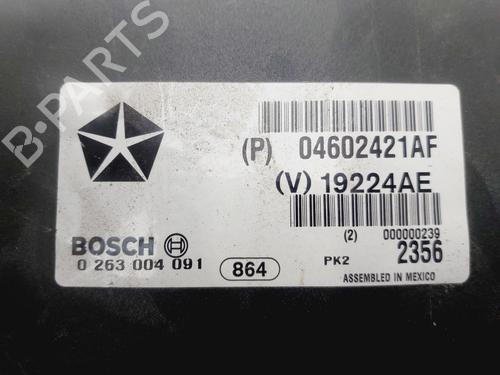 B-PARTS
(P) 04602421AF
(V) 19224AE
(2) 000000239
BOSCH
0 263 004 091
864
PK2
2356
ASSEMBLED IN MEXICO